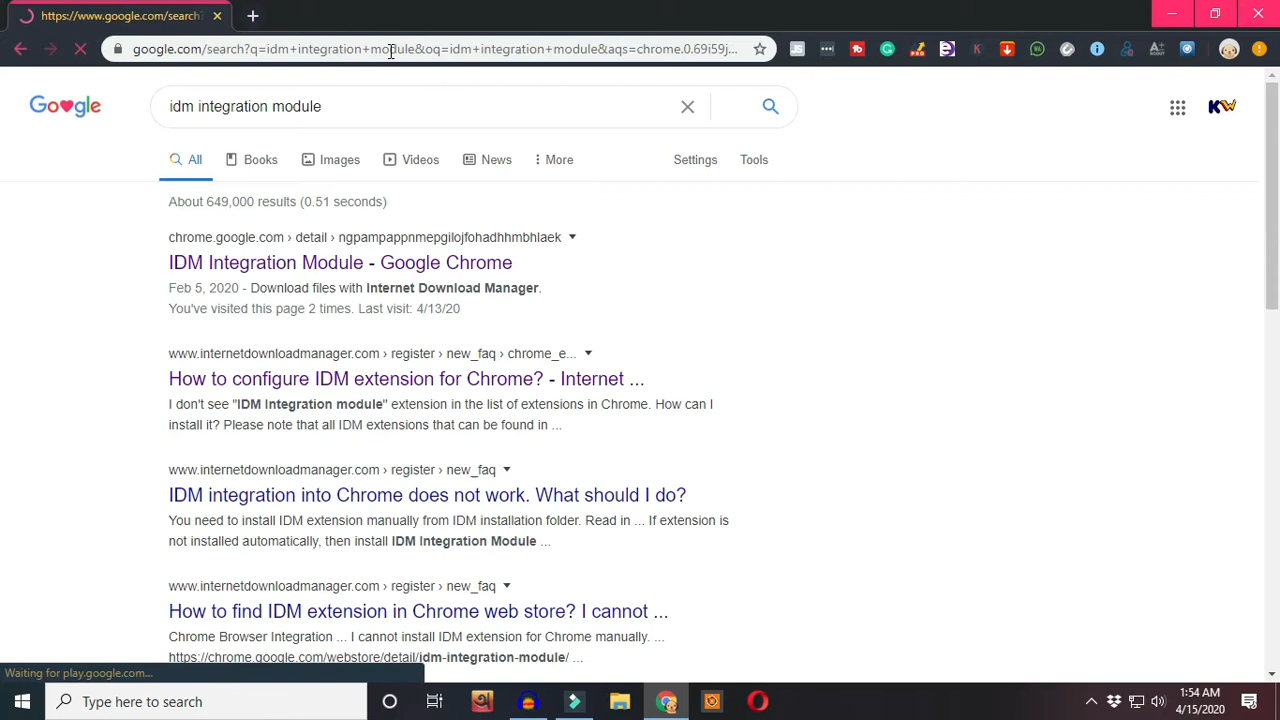 https://www.google.com/search?
google.com/search?q=idm+integration+module&oq=idm+integration+module&aqs=chrome.0.69i59j...
Google
idm integration module
KW
All Books Images Videos News More Settings Tools
About 649,000 results (0.51 seconds)
chrome.google.com › detail › ngpampappnmepgilojfohadhhmbhlaek
IDM Integration Module - Google Chrome
Feb 5, 2020 - Download files with Internet Download Manager.
You've visited this page 2 times. Last visit: 4/13/20
www.internetdownloadmanager.com › register › new_faq › chrome_e...
How to configure IDM extension for Chrome? - Internet ...
I don't see "IDM Integration module" extension in the list of extensions in Chrome. How can I
install it? Please note that all IDM extensions that can be found in ...
www.internetdownloadmanager.com › register › new_faq
IDM integration into Chrome does not work. What should I do?
You need to install IDM extension manually from IDM installation folder. Read in ... If extension is
not installed automatically, then install IDM Integration Module ...
www.internetdownloadmanager.com › register › new_faq
How to find IDM extension in Chrome web store? I cannot ...
Chrome Browser Integration ... I cannot install IDM extension for Chrome manually. ...
https://chrome.google.com/webstore/detail/idm-integration-module/ ...
Waiting for play.google.com...
Type here to search
1:54 AM
4/15/2020